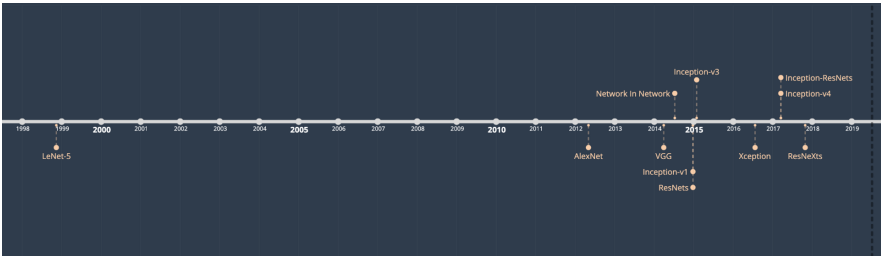 Inception-v3
Inception-ResNets
Network In Network
Inception-v4
1998 1999 2000 2001 2002 2003 2004 2005 2006 2007 2008 2009 2010 2011 2012 2013 2014 2015 2016 2017 2018 2019
LeNet-5 AlexNet VGG Xception ResNeXts
Inception-v1
ResNets